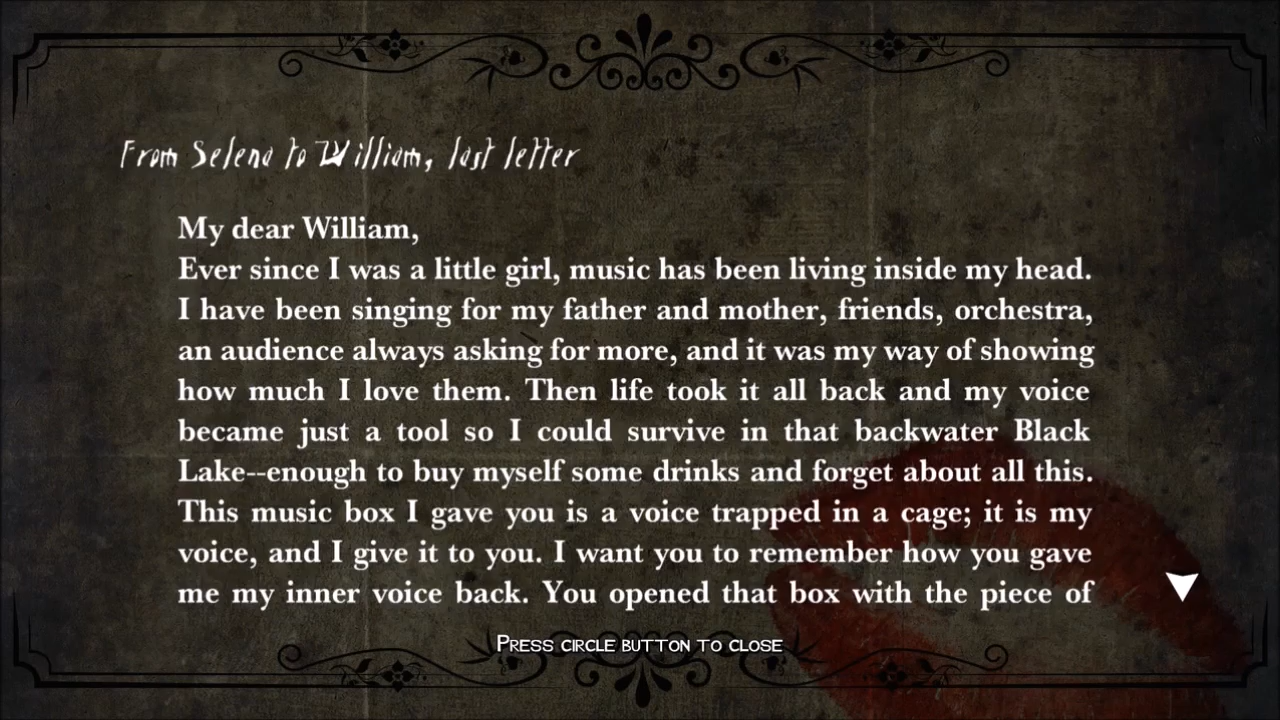 From Selena to William, last letter
My dear William,
Ever since I was a little girl, music has been living inside my head.
I have been singing for my father and mother, friends, orchestra,
an audience always asking for more, and it was my way of showing
how much I love them. Then life took it all back and my voice
became just a tool so I could survive in that backwater Black
Lake--enough to buy myself some drinks and forget about all this.
This music box I gave you is a voice trapped in a cage; it is my
voice, and I give it to you. I want you to remember how you gave
me my inner voice back. You opened that box with the piece of
Press circle button to close